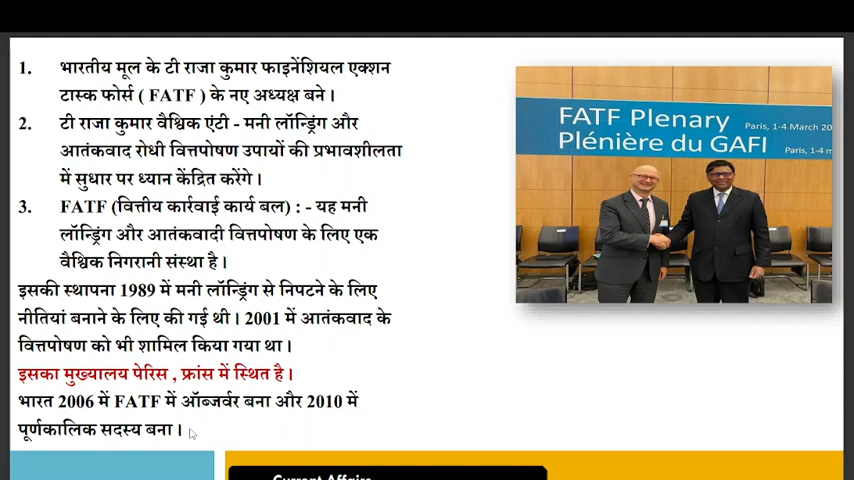 1. भारतीय मूल के टी राजा कुमार फाइनेंशियल एक्शन
टास्क फोर्स ( FATF ) के नए अध्यक्ष बने ।
2. टी राजा कुमार वैश्विक एंटी - मनी लॉन्ड्रिंग और
आतंकवाद रोधी वित्तपोषण उपायों की प्रभावशीलता
में सुधार पर ध्यान केंद्रित करेंगे ।
3. FATF (वित्तीय कार्रवाई कार्य बल) : - यह मनी
लॉन्ड्रिंग और आतंकवादी वित्तपोषण के लिए एक
वैश्विक निगरानी संस्था है ।
इसकी स्थापना 1989 में मनी लॉन्ड्रिंग से निपटने के लिए
नीतियां बनाने के लिए की गई थी । 2001 में आतंकवाद के
वित्तपोषण को भी शामिल किया गया था ।
इसका मुख्यालय पेरिस , फ्रांस में स्थित है ।
भारत 2006 में FATF में ऑब्जर्वर बना और 2010 में
पूर्णकालिक सदस्य बना ।
FATF Plenary Paris, 1-4 March 20
Plénière du GAFI Paris, 1-4 m
Current Affairs